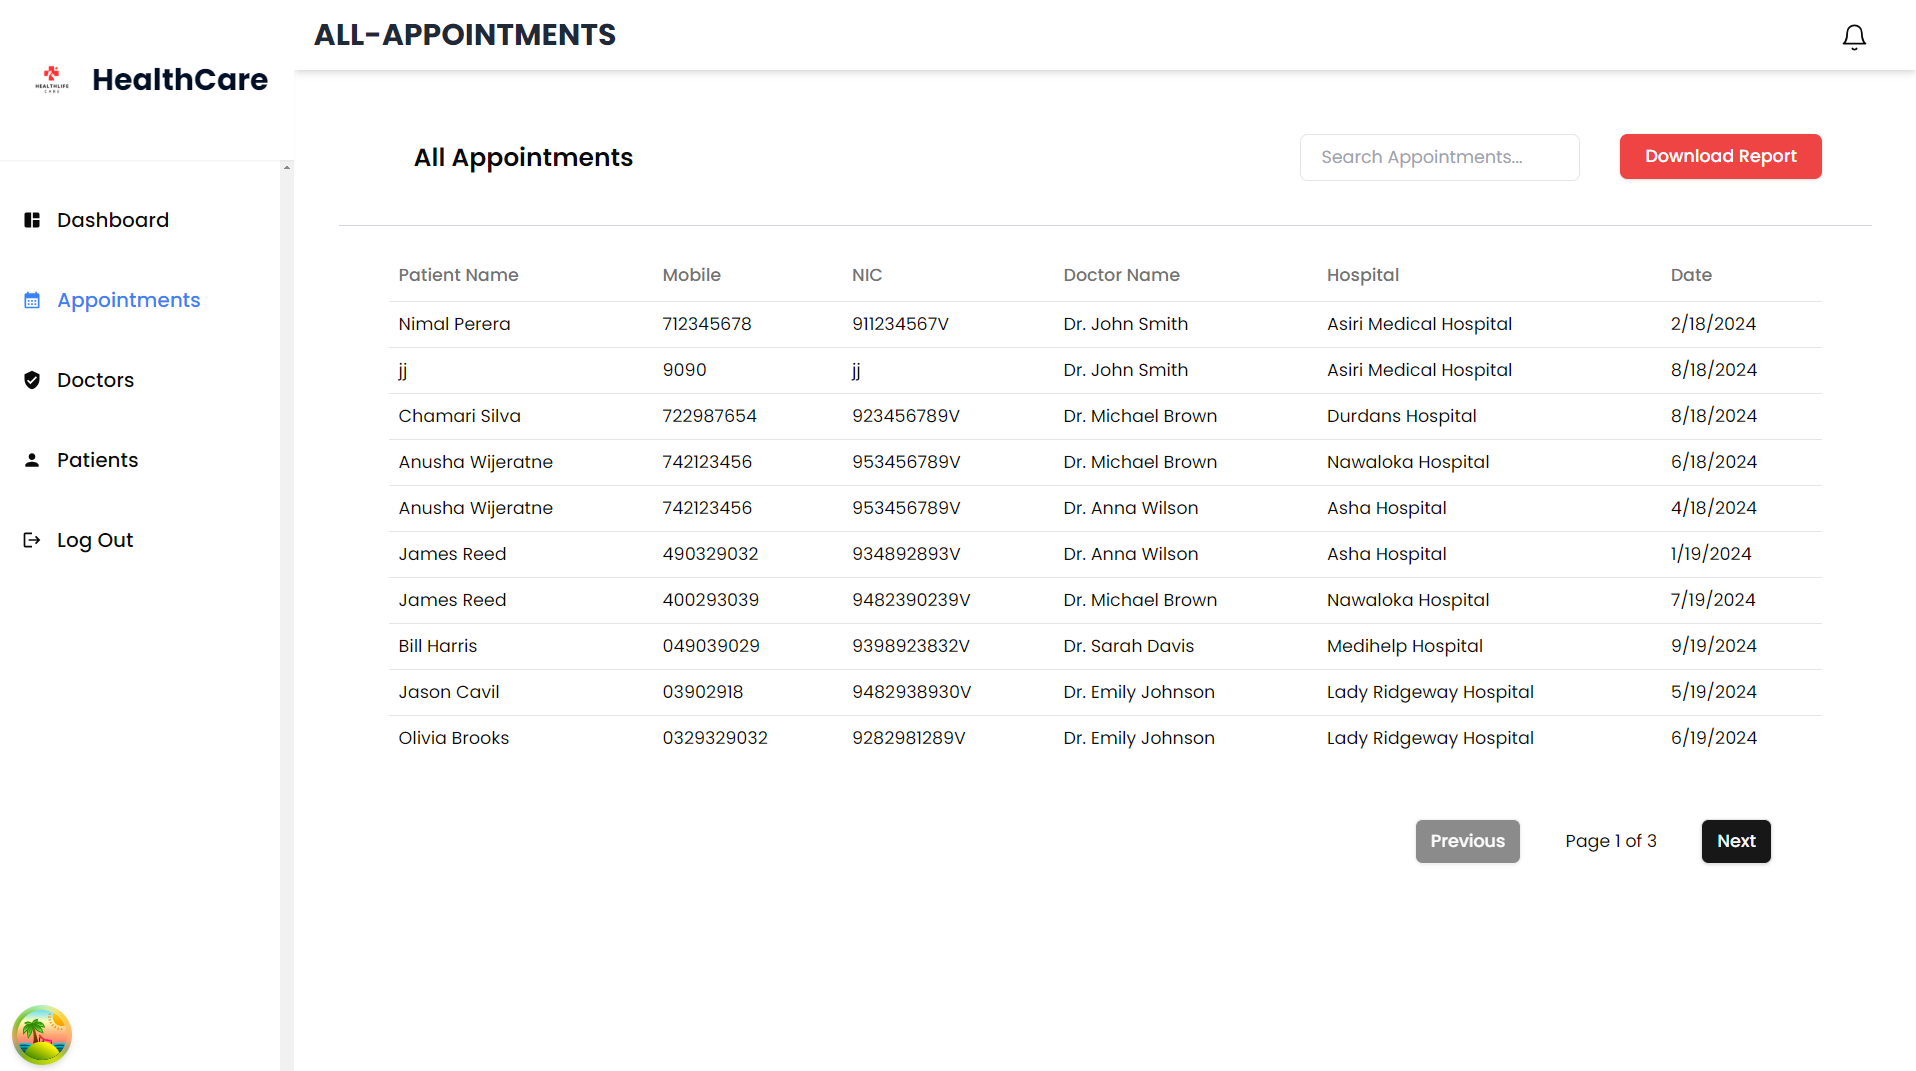 ALL-APPOINTMENTS
HEALTHLIFE
CARE
HealthCare
All Appointments
Search Appointments...
Download Report
Dashboard
Appointments
Doctors
Patients
Log Out
Patient Name Mobile NIC Doctor Name Hospital Date
Nimal Perera 712345678 911234567V Dr. John Smith Asiri Medical Hospital 2/18/2024
jj 9090 jj Dr. John Smith Asiri Medical Hospital 8/18/2024
Chamari Silva 722987654 923456789V Dr. Michael Brown Durdans Hospital 8/18/2024
Anusha Wijeratne 742123456 953456789V Dr. Michael Brown Nawaloka Hospital 6/18/2024
Anusha Wijeratne 742123456 953456789V Dr. Anna Wilson Asha Hospital 4/18/2024
James Reed 490329032 934892893V Dr. Anna Wilson Asha Hospital 1/19/2024
James Reed 400293039 9482390239V Dr. Michael Brown Nawaloka Hospital 7/19/2024
Bill Harris 049039029 9398923832V Dr. Sarah Davis Medihelp Hospital 9/19/2024
Jason Cavil 03902918 9482938930V Dr. Emily Johnson Lady Ridgeway Hospital 5/19/2024
Olivia Brooks 0329329032 9282981289V Dr. Emily Johnson Lady Ridgeway Hospital 6/19/2024
Previous Page 1 of 3 Next